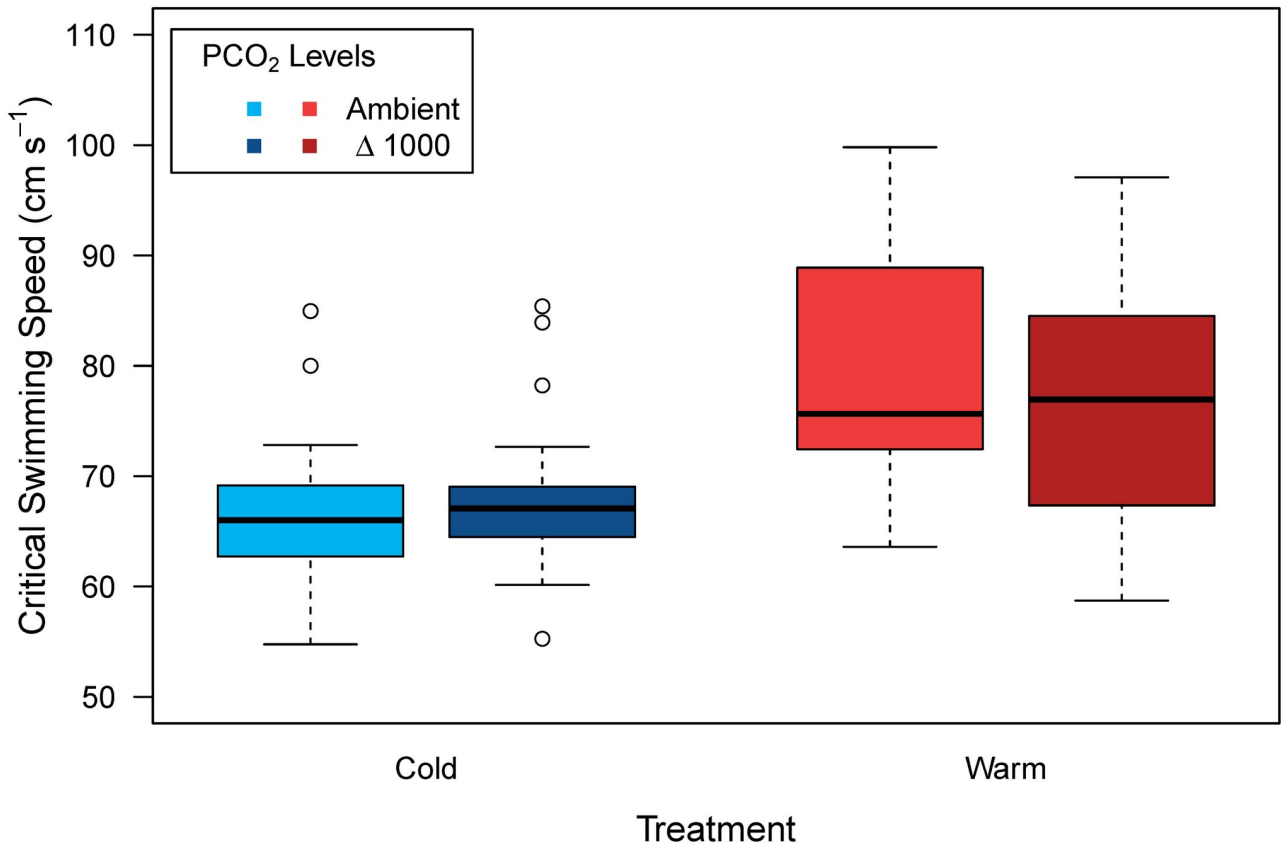 PCO₂ Levels
Ambient
Δ 1000
Critical Swimming Speed (cm s⁻¹)
110
100
90
80
70
60
50
Cold Warm
Treatment